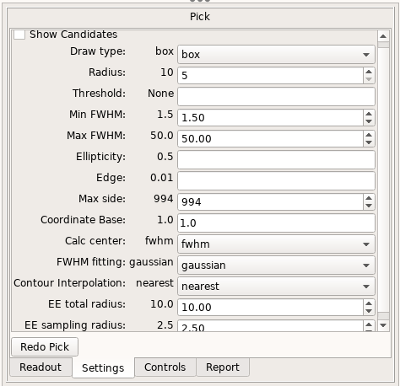 Pick
Show Candidates
Draw type: box box
Radius: 10 5
Threshold: None
Min FWHM: 1.5 1.50
Max FWHM: 50.0 50.00
Ellipticity: 0.5
Edge: 0.01
Max side: 994 994
Coordinate Base: 1.0 1.0
Calc center: fwhm fwhm
FWHM fitting: gaussian gaussian
Contour Interpolation: nearest nearest
EE total radius: 10.0 10.00
EE sampling radius: 2.5 2.50
Redo Pick
Readout Settings Controls Report